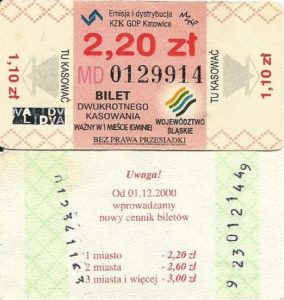 Emisja i dystrybucja
KZK GOP Katowice
2,20 zł
MD 0129914
TU KASOWAĆ
1,10 zł
TU KASOWAĆ
1,10 zł
BILET
DWUKROTNEGO
KASOWANIA
WAŻNY W 1 MIEŚCIE (GMINIE)
WOJEWÓDZTWO
ŚLĄSKIE
BEZ PRAWA PRZESIADKI
Uwaga!
Od 01.12.2000
wprowadzamy
nowy cennik biletów
1 miasto - 2,20 zł
2 miasta - 2,60 zł
3 miasta i więcej - 3,00 zł
9 230121449